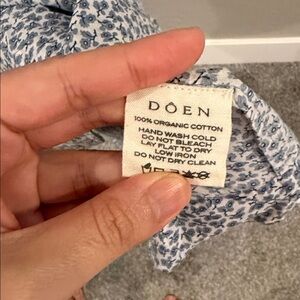 DÔEN
100% ORGANIC COTTON
HAND WASH COLD
DO NOT BLEACH
LAY FLAT TO DRY
LOW IRON
DO NOT DRY CLEAN